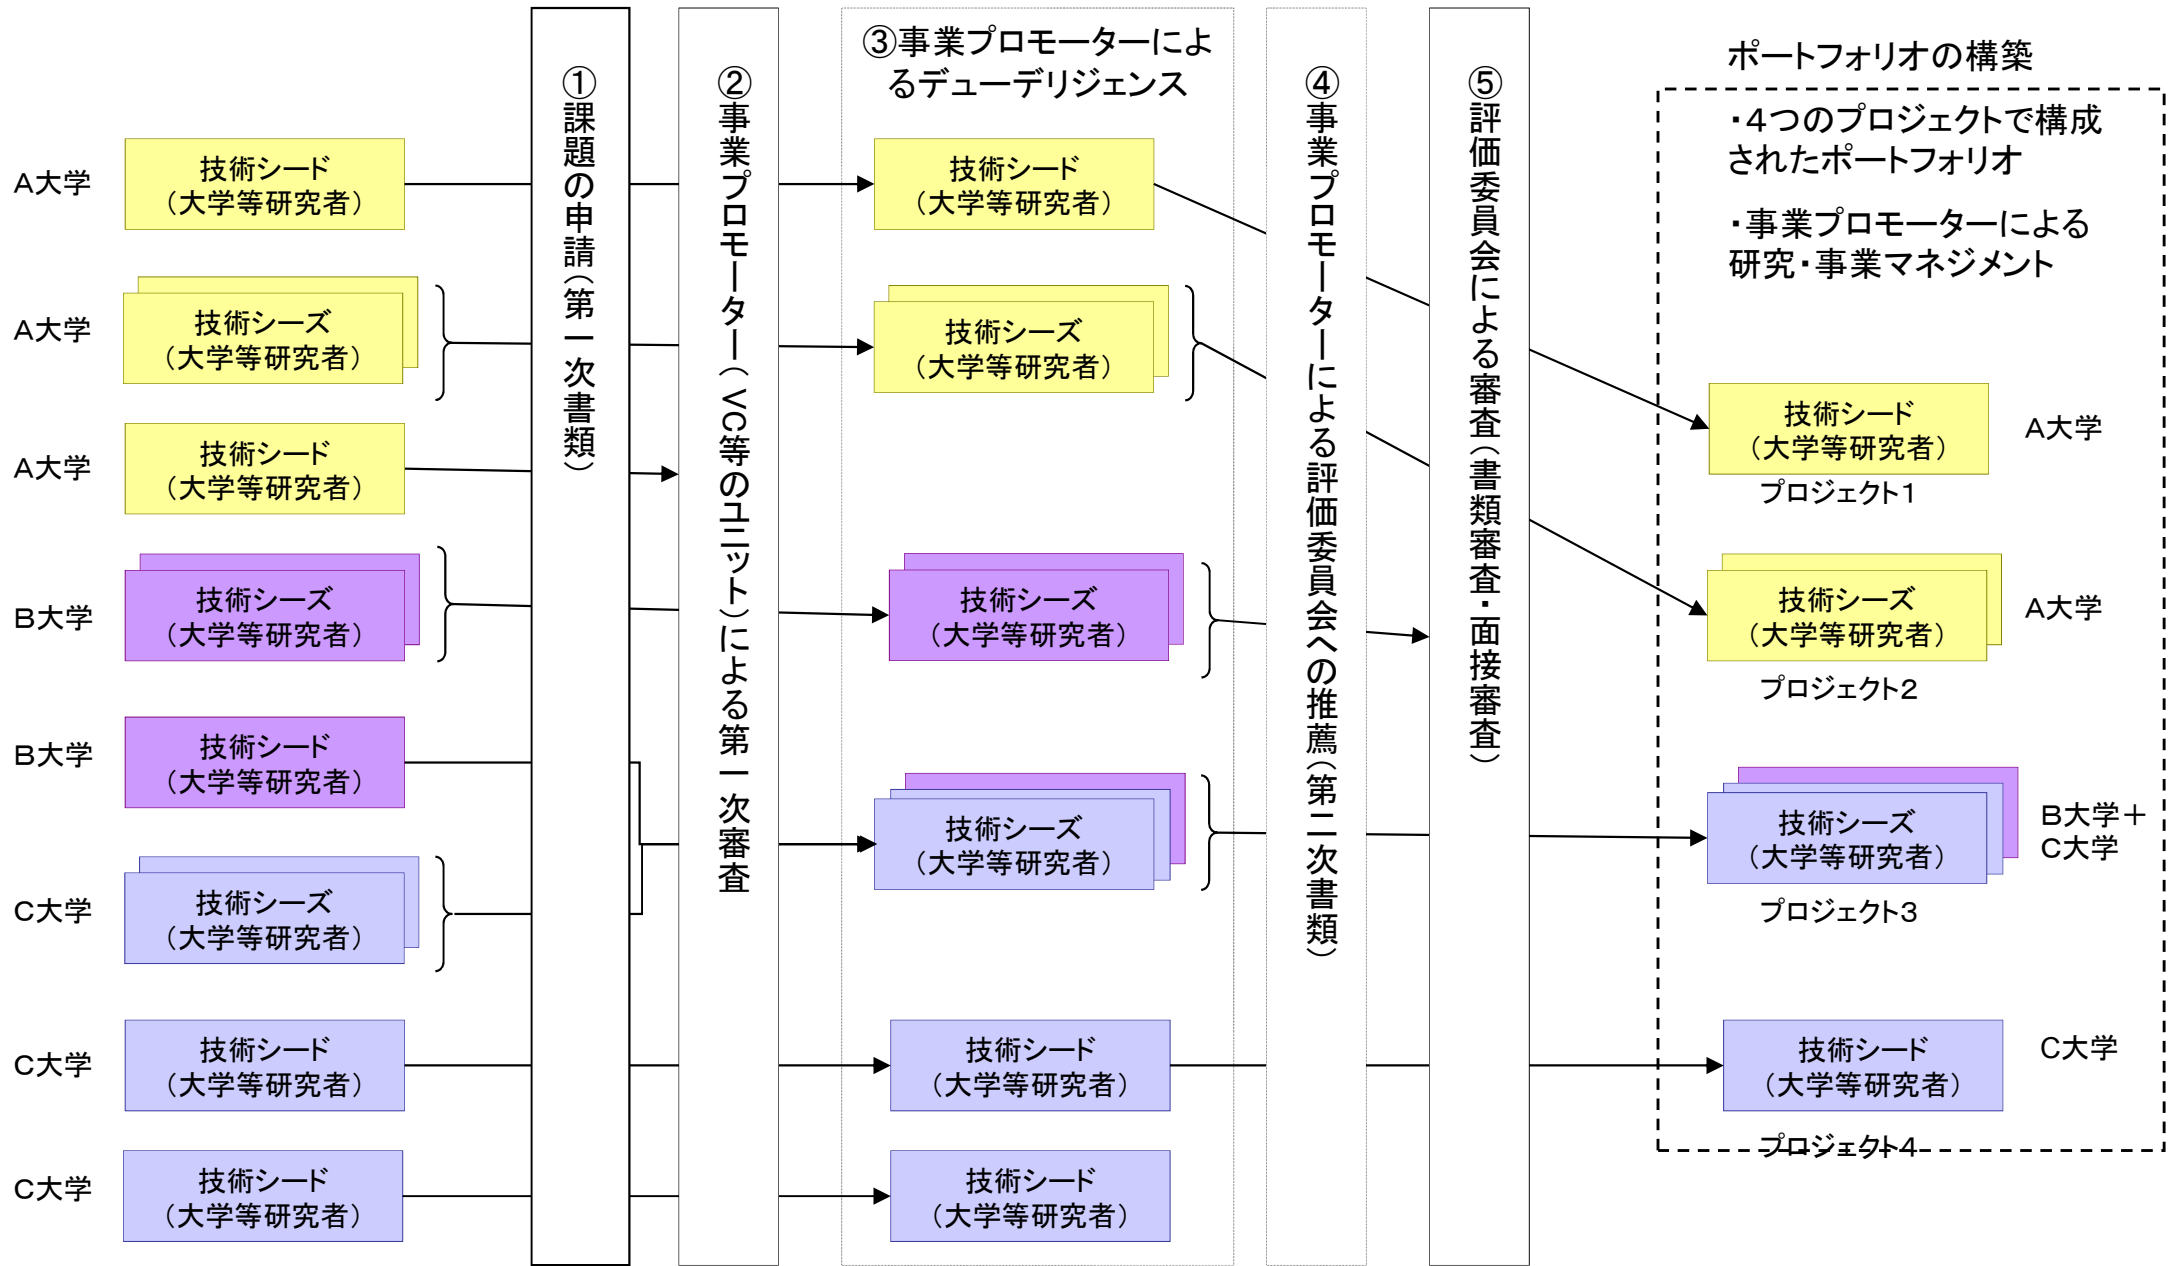 A大学
技術シード
（大学等研究者）
A大学
技術シーズ
（大学等研究者）
A大学
技術シード
（大学等研究者）
B大学
技術シーズ
（大学等研究者）
B大学
技術シード
（大学等研究者）
C大学
技術シーズ
（大学等研究者）
C大学
技術シード
（大学等研究者）
C大学
技術シード
（大学等研究者）
①課題の申請（第一次書類）
②事業プロモーター（VC等のユニット）による第一次審査
③事業プロモーターによ
るデューデリジェンス
技術シード
（大学等研究者）
技術シーズ
（大学等研究者）
技術シーズ
（大学等研究者）
技術シーズ
（大学等研究者）
技術シード
（大学等研究者）
技術シード
（大学等研究者）
④事業プロモーターによる評価委員会への推薦（第二次書類）
⑤評価委員会による審査（書類審査・面接審査）
ポートフォリオの構築
・4つのプロジェクトで構成
されたポートフォリオ
・事業プロモーターによる
研究・事業マネジメント
技術シード
（大学等研究者）
A大学
プロジェクト1
技術シーズ
（大学等研究者）
A大学
プロジェクト2
技術シーズ
（大学等研究者）
B大学＋
C大学
プロジェクト3
技術シード
（大学等研究者）
C大学
プロジェクト4